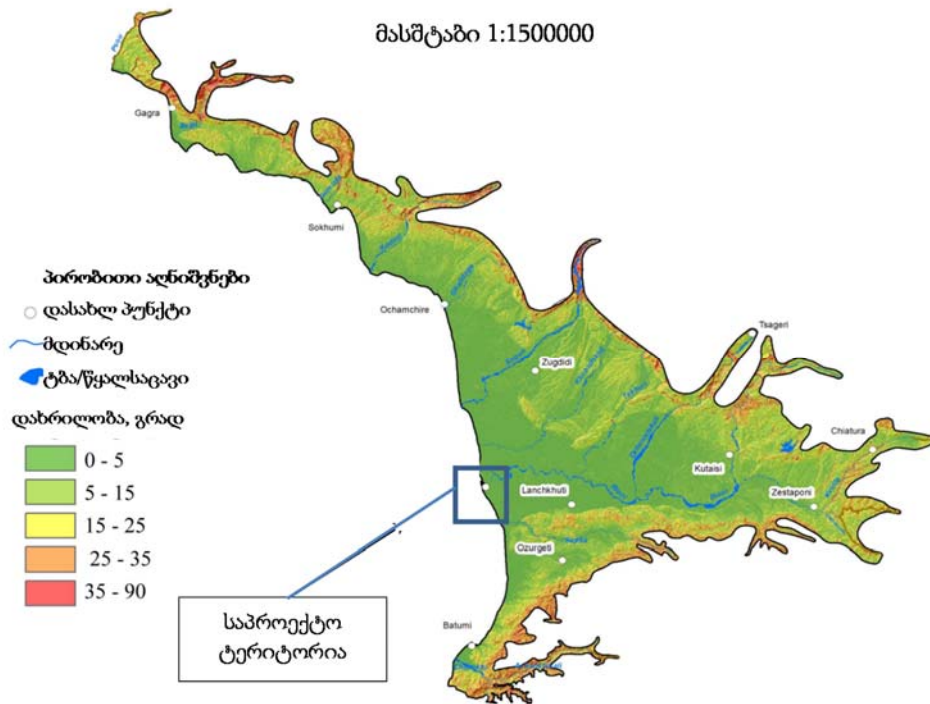 მასშტაბი 1:1500000
Gagra
Sokhumi
პირობითი აღნიშვნები
დასახლ პუნქტი
მდინარე
ტბა/წყალსაცავი
დახრილობა, გრად
0 - 5
5 - 15
15 - 25
25 - 35
35 - 90
Ochamchire
Zugdidi
Tsageri
Chiatura
Kutaisi
Zestaponi
Lanchkhuti
Ozurgeti
Batumi
საპროექტო
ტერიტორია